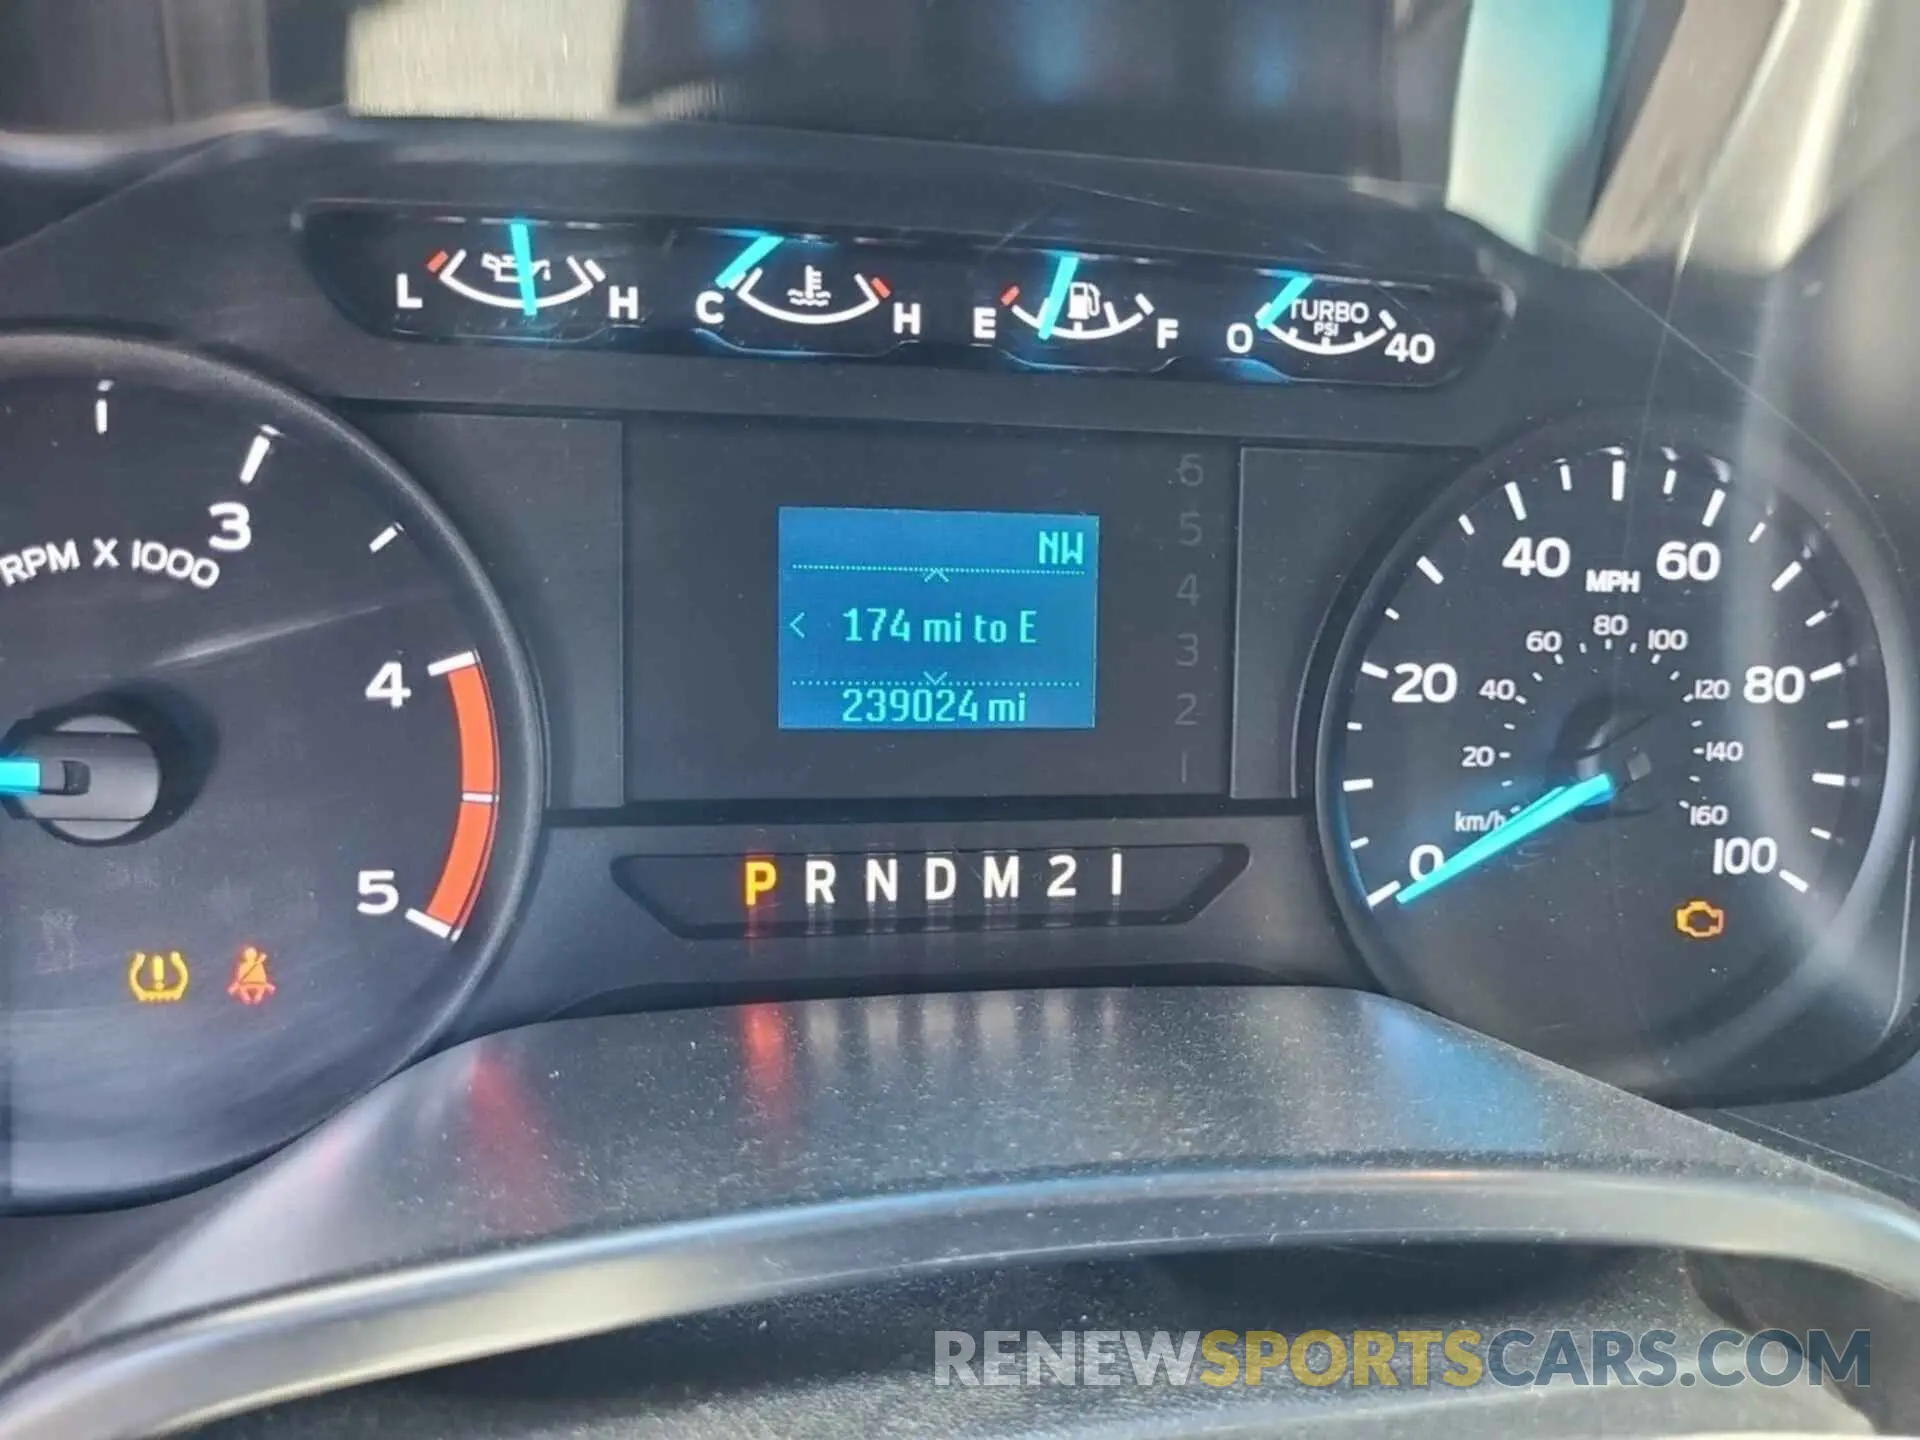 L H C H E F 0 TURBO PSI 40
3
RPM X 1000
4
5
NW
< 174 mi to E
239024 mi
6
5
4
3
2
1
P R N D M 2 1
0 20 40 60 80 100
MPH
20 40 60 80 100 120 140 160
km/h
RENEWSPORTSCARS.COM